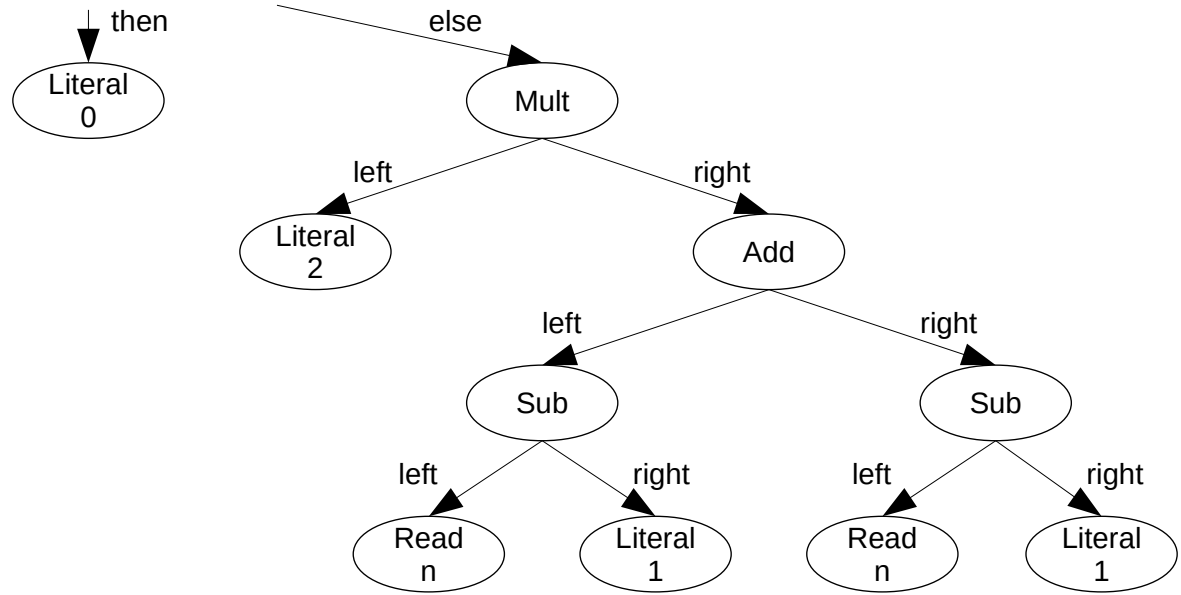 then
else
Literal
0
Mult
left
right
Literal
2
Add
left
right
Sub
Sub
left
right
left
right
Read
n
Literal
1
Read
n
Literal
1